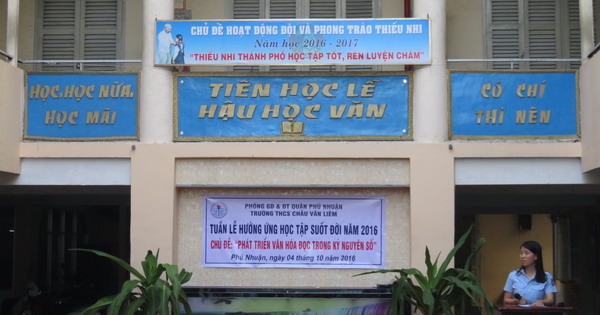 CHỦ ĐỀ HOẠT ĐỘNG ĐỘI VÀ PHONG TRÀO THIẾU NHI
Năm học 2016 - 2017
"THIẾU NHI THÀNH PHỐ HỌC TẬP TỐT, RÈN LUYỆN CHĂM"
HỌC, HỌC NỮA,
HỌC MÃI
TIÊN HỌC LỄ
HẬU HỌC VĂN
CÓ CHÍ
THÌ NÊN
PHÒNG GD & ĐT QUẬN PHÚ NHUẬN
TRƯỜNG THCS CHÂU VĂN LIÊM
TUẦN LỄ HƯỞNG ỨNG HỌC TẬP SUỐT ĐỜI NĂM 2016
CHỦ ĐỀ: "PHÁT TRIỂN VĂN HÓA ĐỌC TRONG KỶ NGUYÊN SỐ"
Phú Nhuận, ngày 04 tháng 10 năm 2016